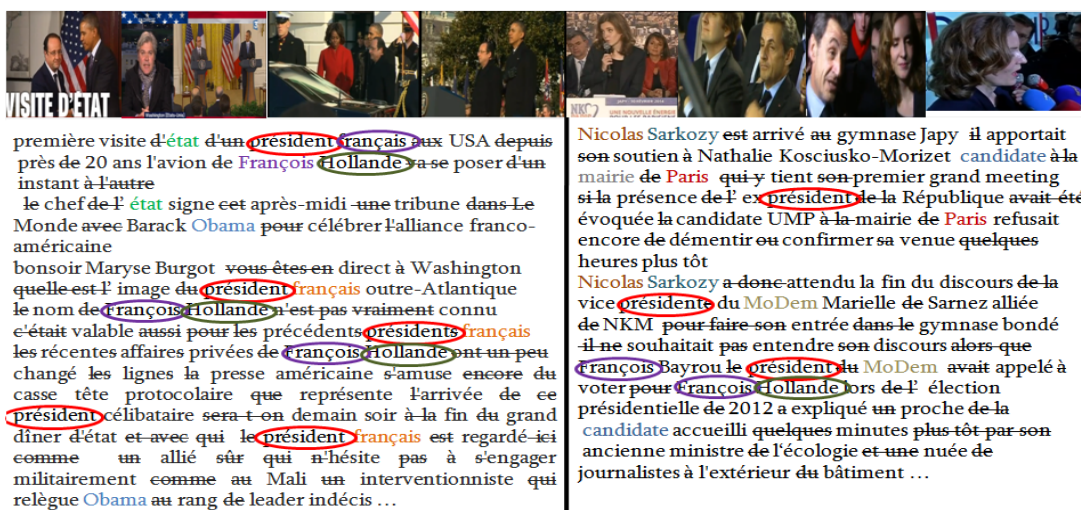 VISITE D'ÉTAT
première visite d'état d'un président français aux USA depuis
près de 20 ans l'avion de François Hollande va se poser d'un
instant à l'autre
le chef de l' état signe cet après-midi une tribune dans Le
Monde avec Barack Obama pour célébrer l'alliance franco-
américaine
bonsoir Maryse Burgot vous êtes en direct à Washington
quelle est l' image du président français outre-Atlantique
le nom de François Hollande n'est pas vraiment connu
c'était valable aussi pour les précédents présidents français
les récentes affaires privées de François Hollande ont un peu
changé les lignes la presse américaine s'amuse encore du
casse tête protocolaire que représente l'arrivée de ce
président célibataire sera t on demain soir à la fin du grand
dîner d'état et avec qui le président français est regardé ici
comme un allié sûr qui n'hésite pas à s'engager
militairement comme au Mali un interventionniste qui
relègue Obama au rang de leader indécis …
NK
Nicolas Sarkozy est arrivé au gymnase Japy il apportait
son soutien à Nathalie Kosciusko-Morizet candidate à la
mairie de Paris qui y tient son premier grand meeting
si la présence de l' ex président de la République avait été
évoquée la candidate UMP à la mairie de Paris refusait
encore de démentir ou confirmer sa venue quelques
heures plus tôt
Nicolas Sarkozy a donc attendu la fin du discours de la
vice présidente du MoDem Marielle de Sarnez alliée
de NKM pour faire son entrée dans le gymnase bondé
il ne souhaitait pas entendre son discours alors que
François Bayrou le président du MoDem avait appelé à
voter pour François Hollande lors de l' élection
présidentielle de 2012 a expliqué un proche de la
candidate accueilli quelques minutes plus tôt par son
ancienne ministre de l'écologie et une nuée de
journalistes à l'extérieur du bâtiment …